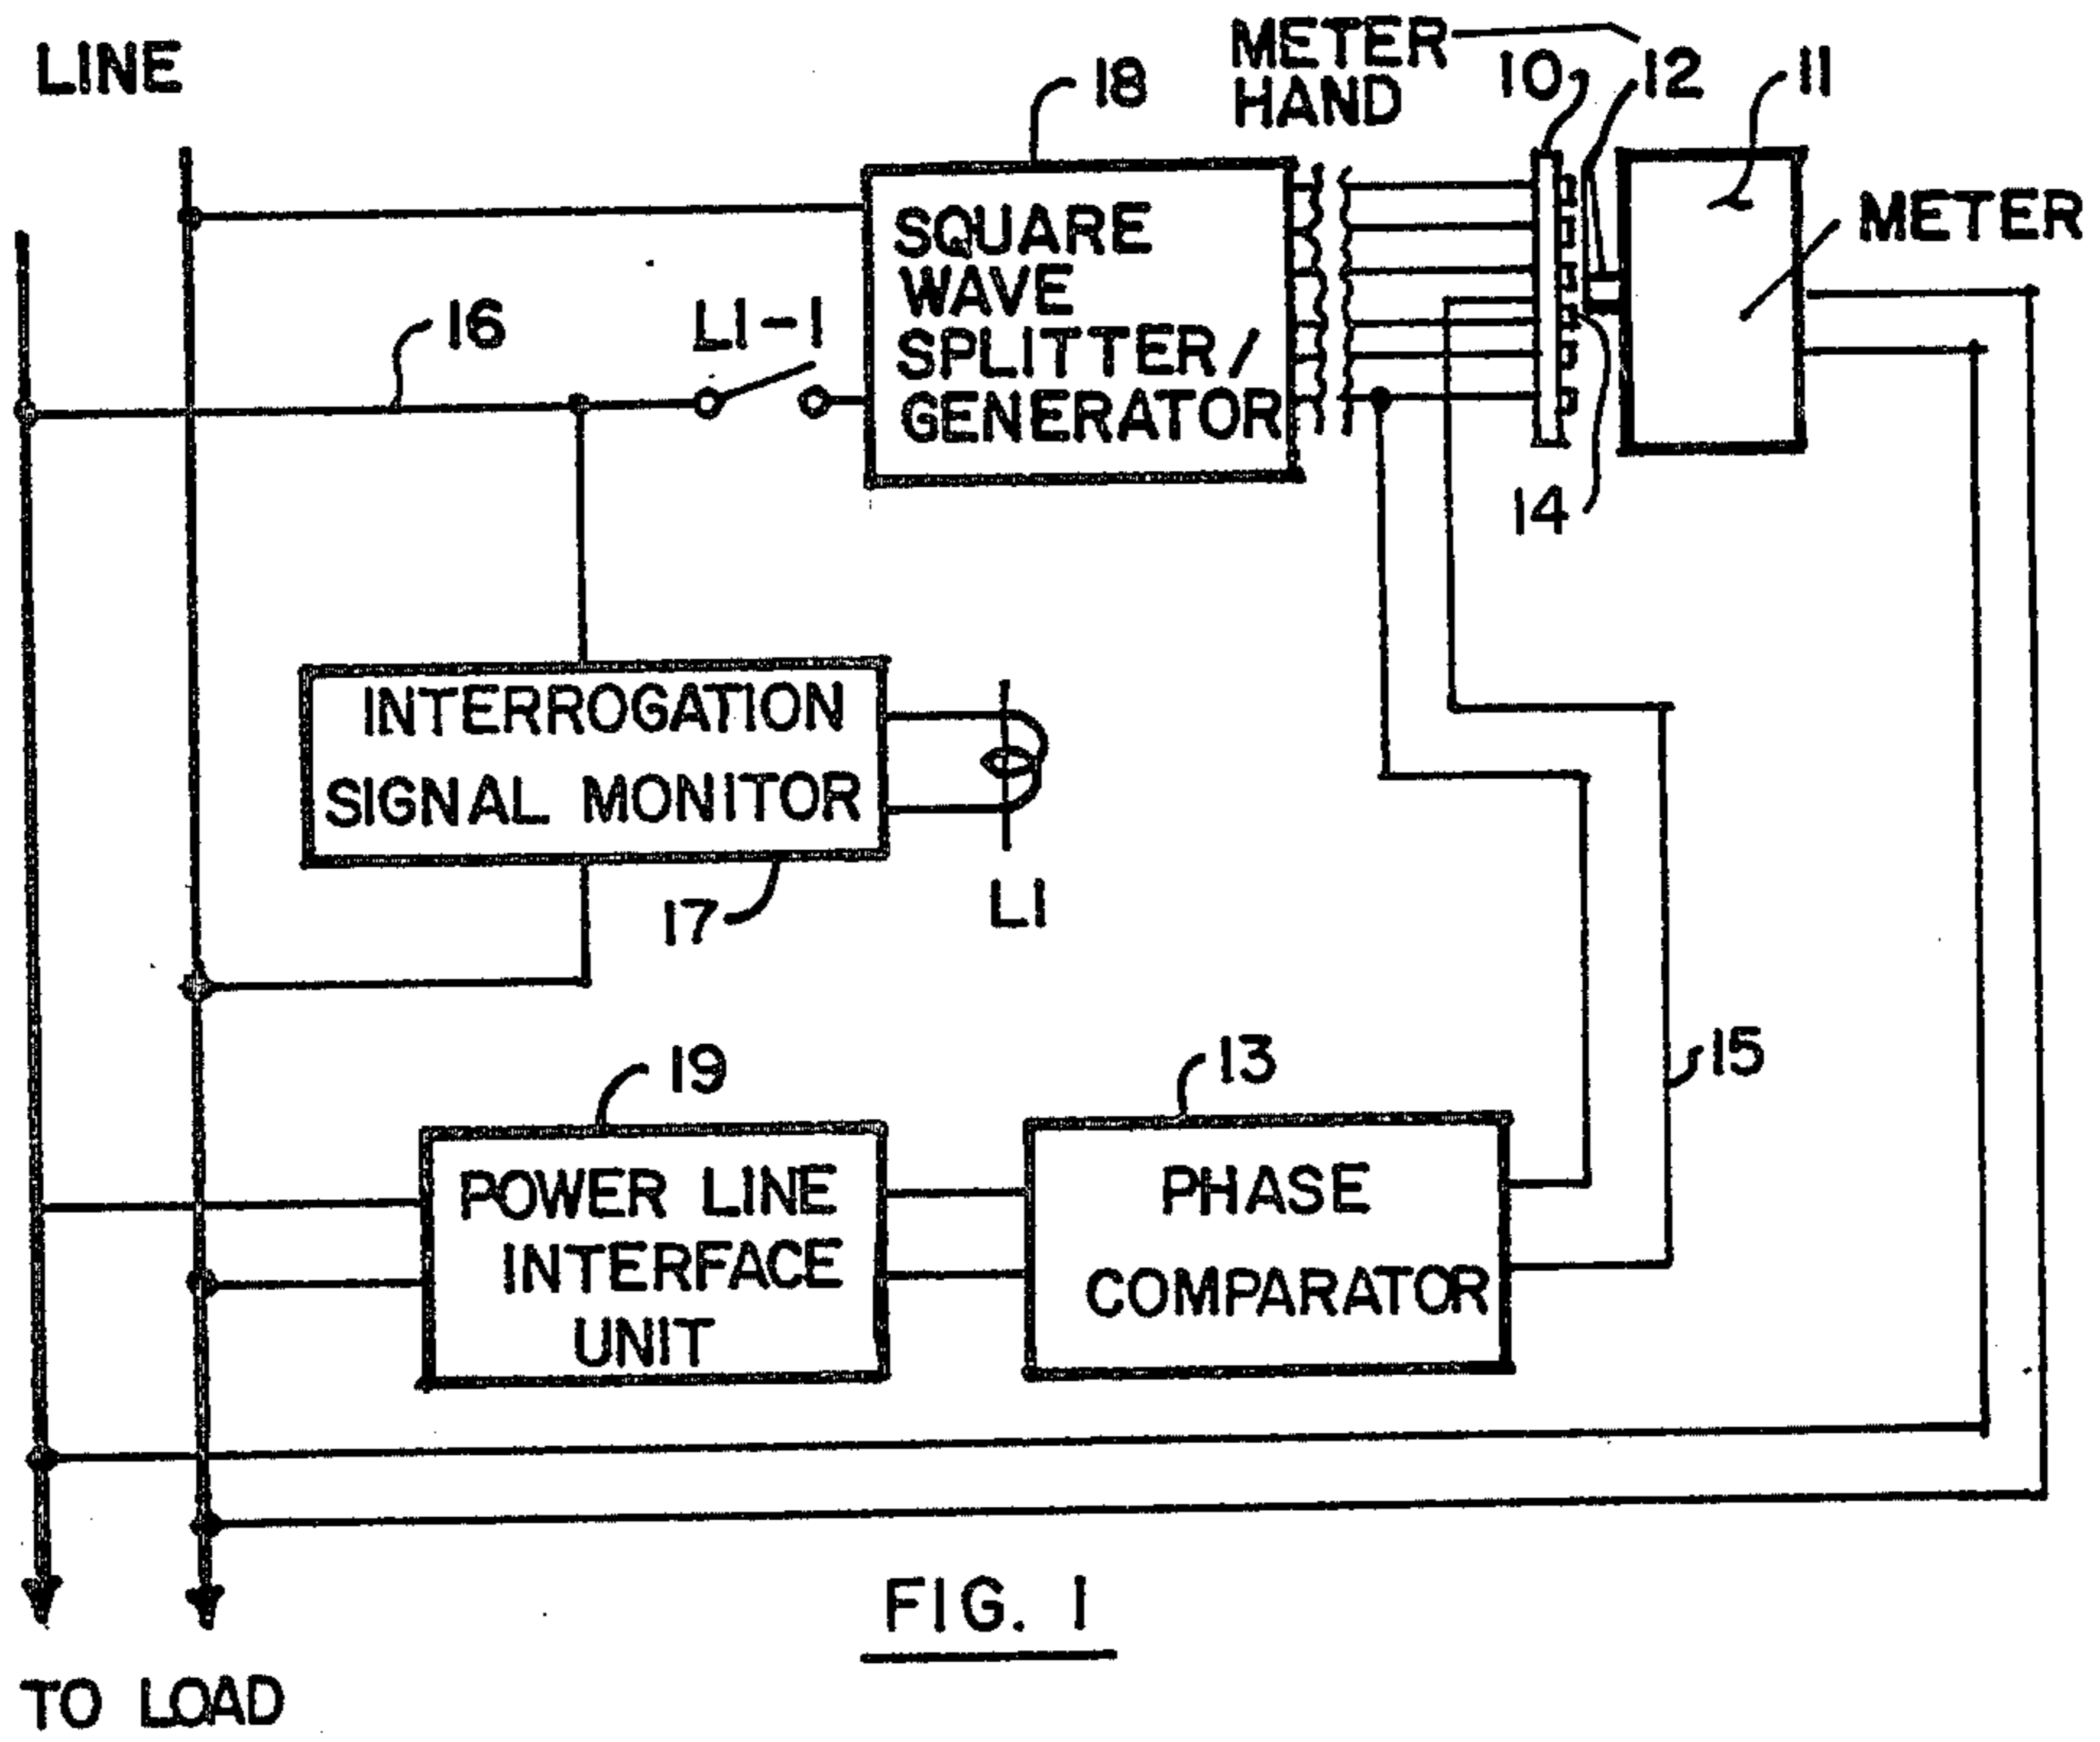 LINE
METER
HAND
18
10
12
11
METER
SQUARE
WAVE
SPLITTER/
GENERATOR
16
L1-1
14
INTERROGATION
SIGNAL MONITOR
17
L1
19
13
15
POWER LINE
INTERFACE
UNIT
PHASE
COMPARATOR
FIG. 1
TO LOAD